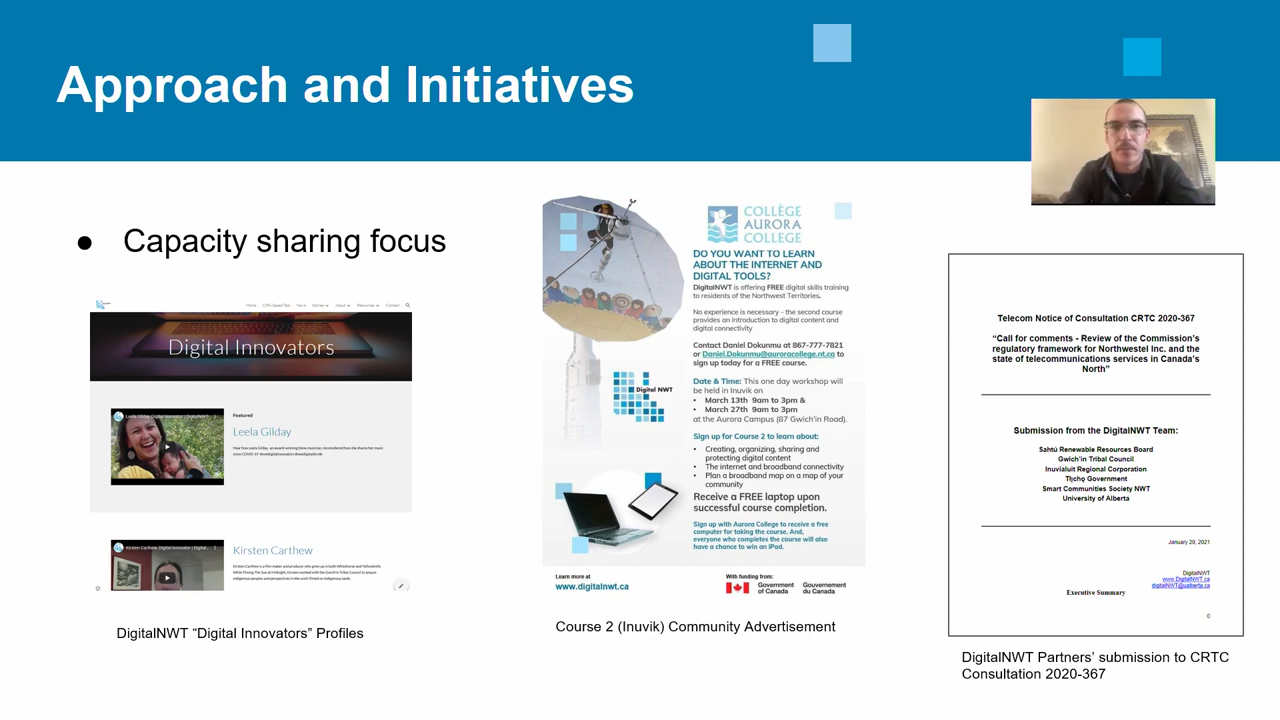 Approach and Initiatives
● Capacity sharing focus
Home
Stories
About
Resources
Contact
Digital Innovators
Featured
Leela Gilday
Kirsten Carthew
DigitalNWT “Digital Innovators” Profiles
COLLÈGE
AURORA
COLLEGE
DO YOU WANT TO LEARN
ABOUT THE INTERNET AND
DIGITAL TOOLS?
DigitalNWT is offering FREE digital skills training
to residents of the Northwest Territories.
No experience is necessary - the second course
provides an introduction to digital content and
digital connectivity
Contact Daniel Dokunmu at 867-777-7821
or Daniel.Dokunmu@auroracollege.nt.ca to
sign up today for a FREE course.
Date & Time: This one day workshop will
be held in Inuvik on
• March 13th 9am to 3pm &
• March 27th 9am to 3pm
at the Aurora Campus (87 Gwich'in Road).
Digital NWT
Sign up for Course 2 to learn about:
• Creating, organizing, sharing and
protecting digital content
• The internet and broadband connectivity
• Plan a broadband map on a map of your
community
Receive a FREE laptop upon
successful course completion.
Sign up with Aurora College to receive a free
computer for taking the course. And,
everyone who completes the course will also
have a chance to win an iPad.
Learn more at
www.digitalnwt.ca
With funding from:
Government Gouvernement
of Canada du Canada
Course 2 (Inuvik) Community Advertisement
Telecom Notice of Consultation CRTC 2020-367
“Call for comments - Review of the Commission’s
regulatory framework for Northwestel Inc. and the
state of telecommunications services in Canada’s
North”
Submission from the DigitalNWT Team:
Sahtú Renewable Resources Board
Gwich’in Tribal Council
Inuvialuit Regional Corporation
Tłı̨chǫ Government
Smart Communities Society NWT
University of Alberta
January 20, 2021
DigitalNWT
www.DigitalNWT.ca
digitalNWT@ualberta.ca
Executive Summary
0
DigitalNWT Partners’ submission to CRTC
Consultation 2020-367